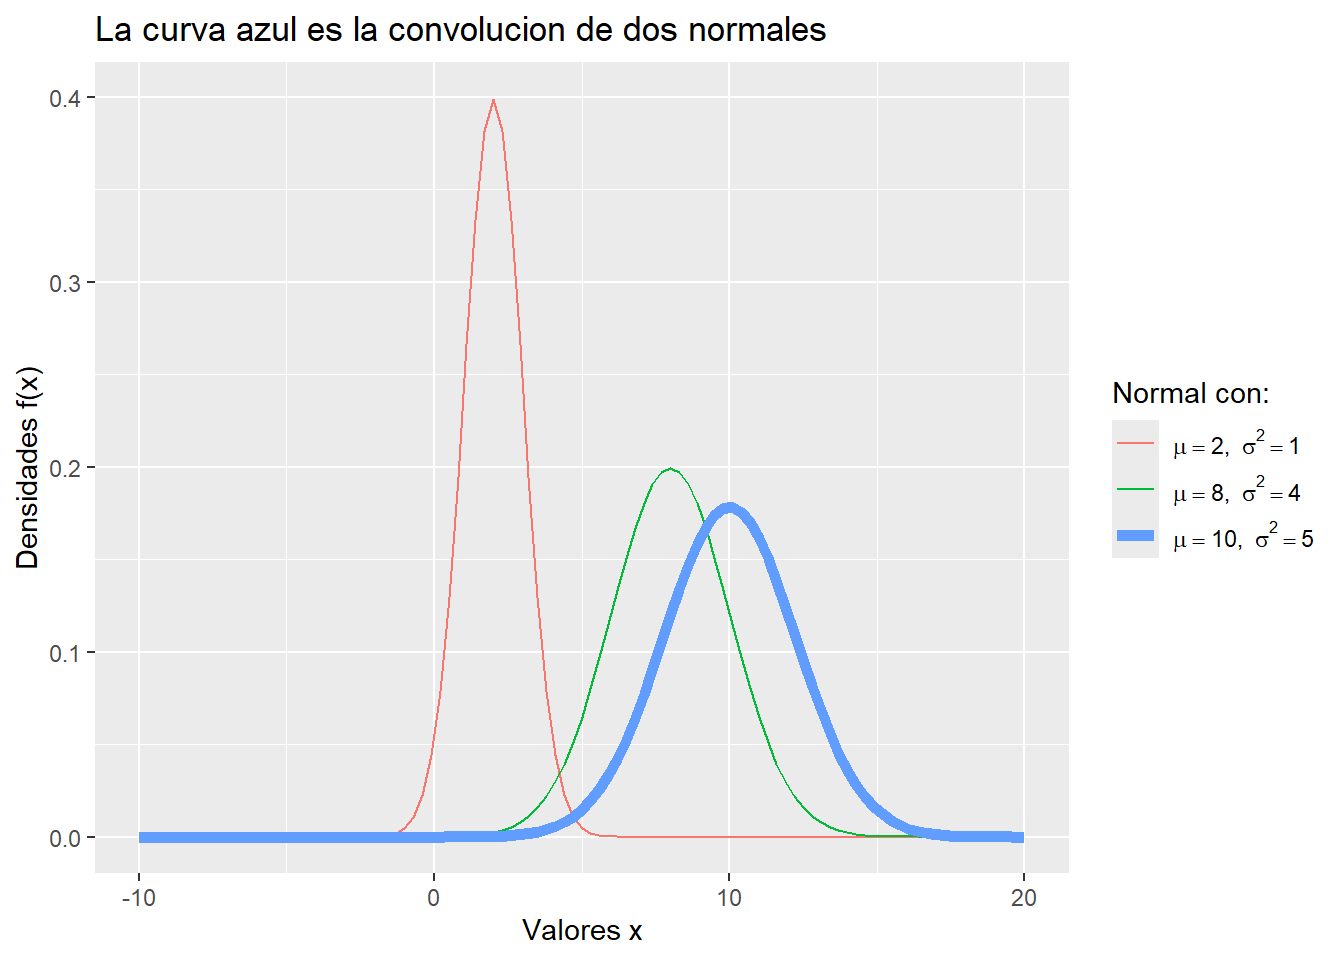 La curva azul es la convolucion de dos normales
Densidades f(x)
0.4
0.3
0.2
0.1
0.0
-10 0 10 20
Valores x
Normal con:
μ = 2, σ² = 1
μ = 8, σ² = 4
μ = 10, σ² = 5